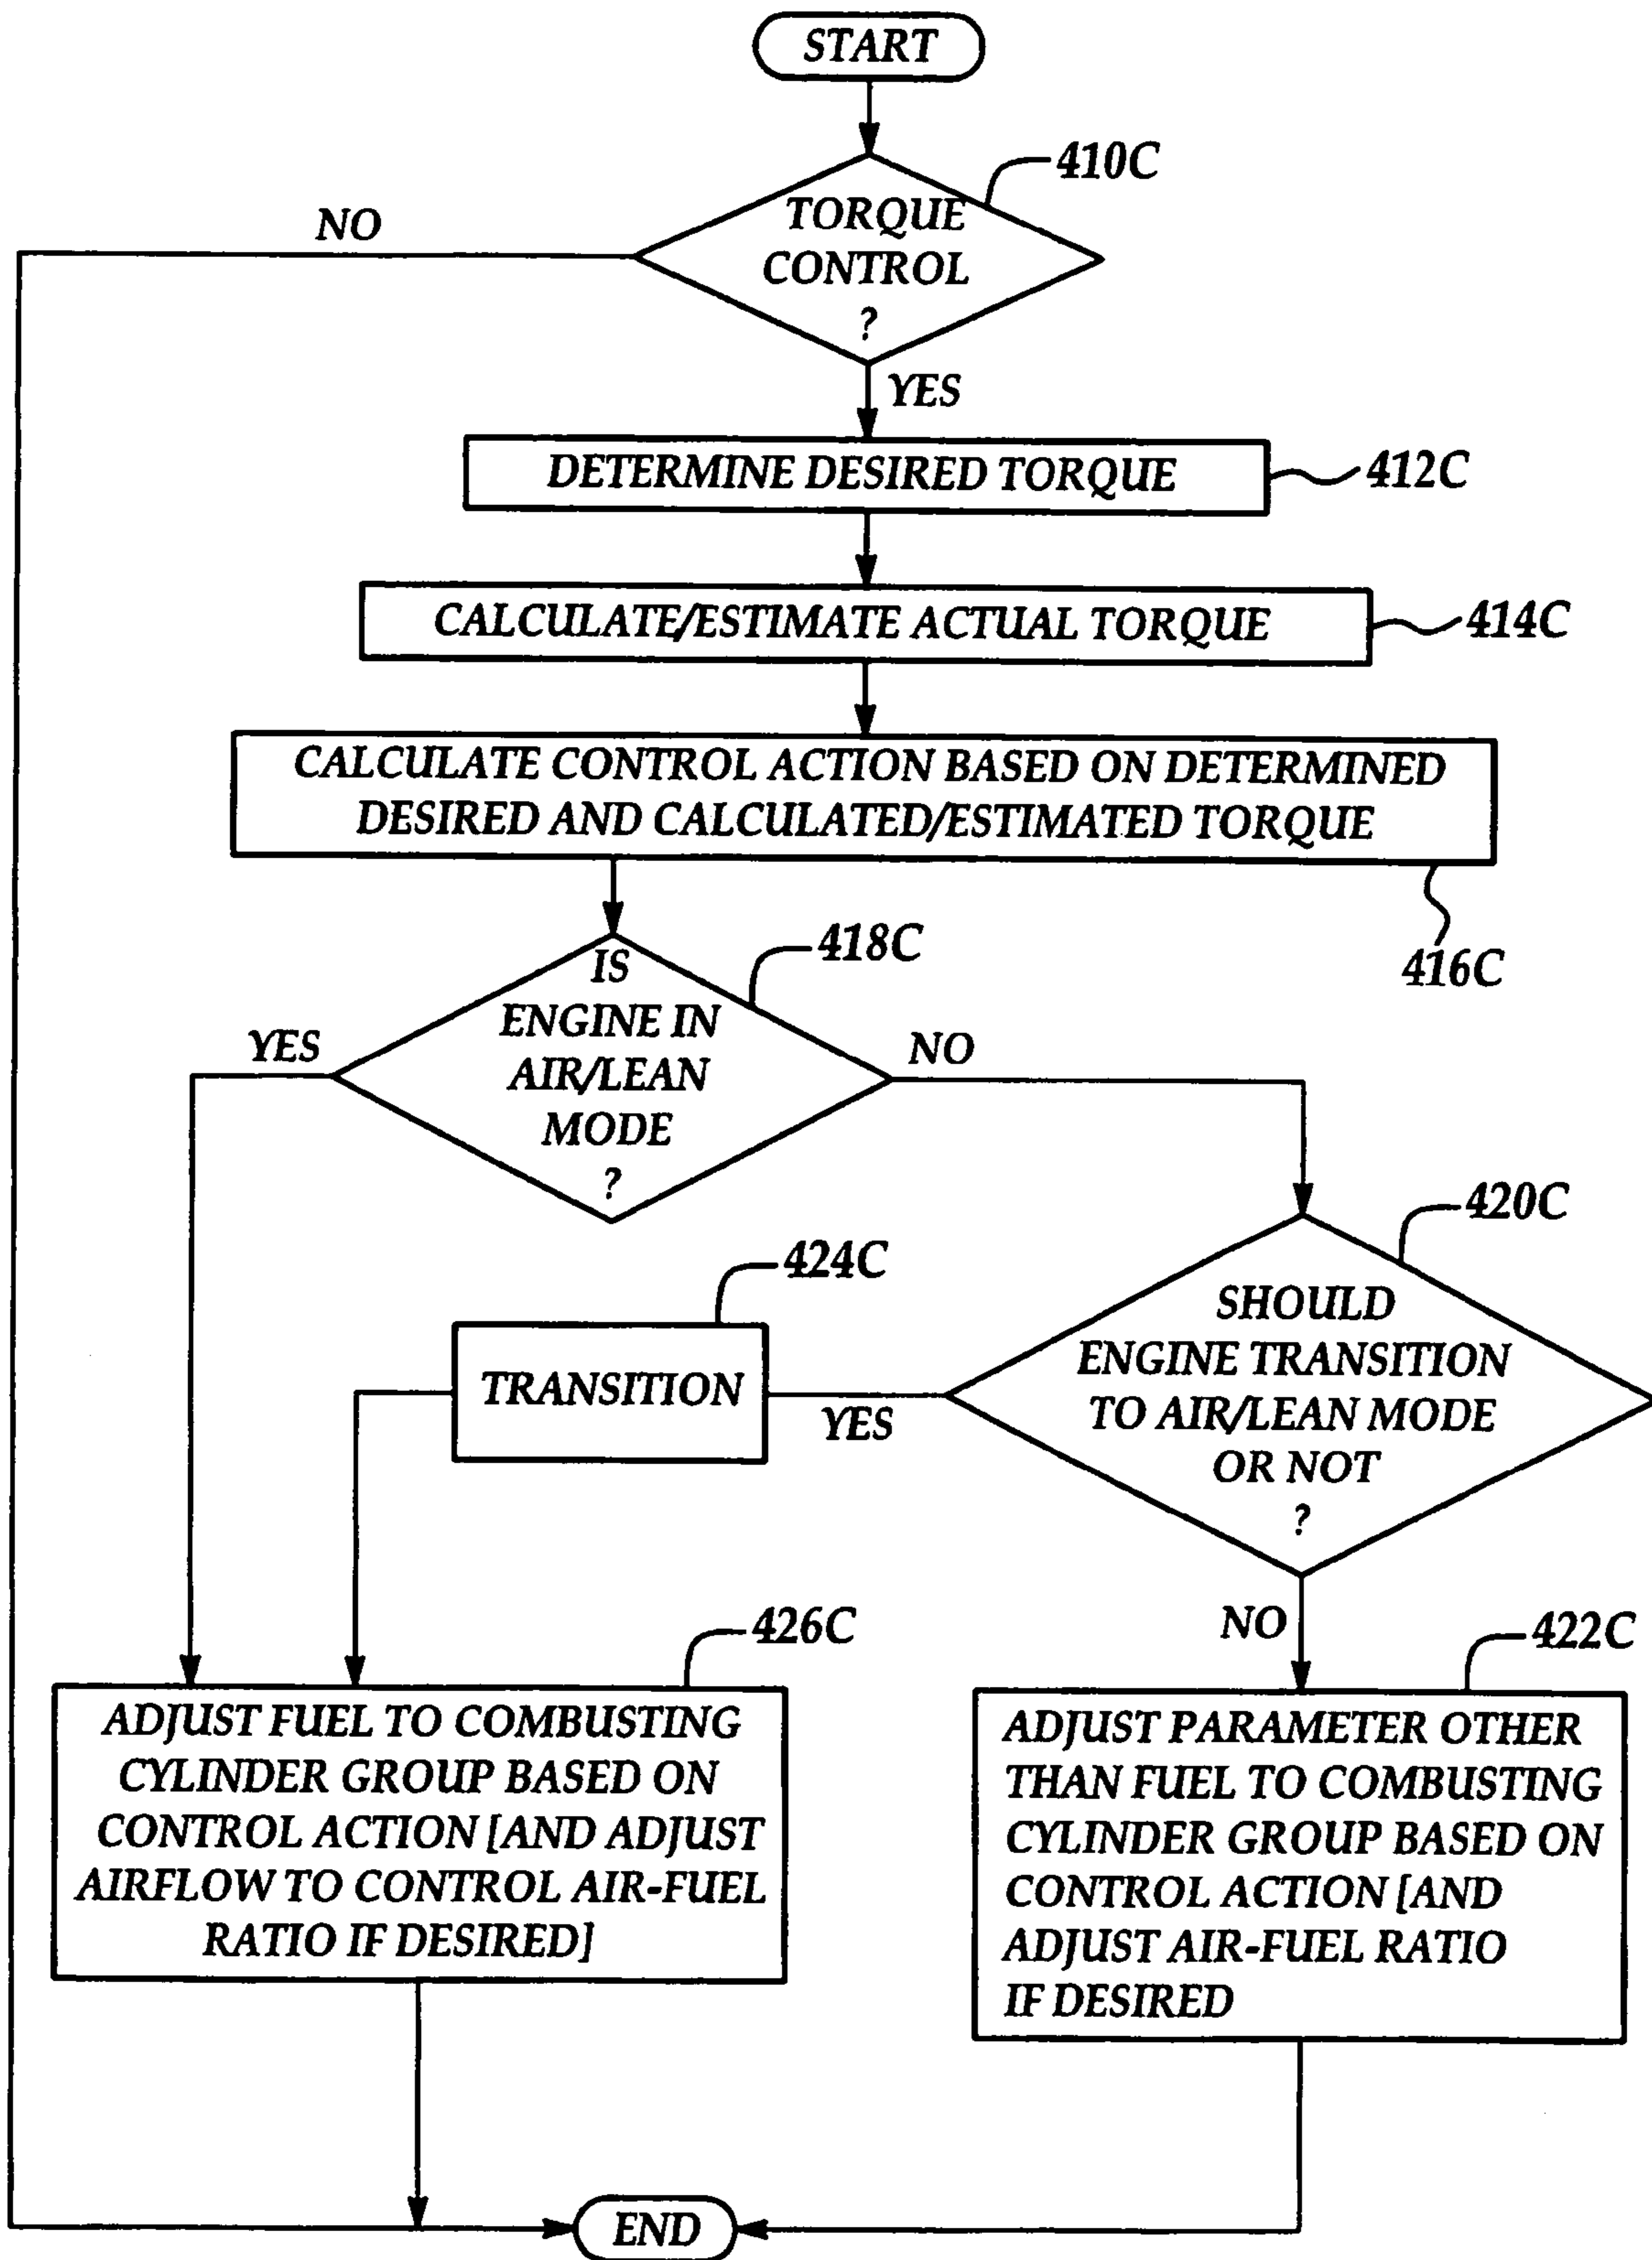 START
410C
NO
TORQUE
CONTROL
?
YES
DETERMINE DESIRED TORQUE
412C
CALCULATE/ESTIMATE ACTUAL TORQUE
414C
CALCULATE CONTROL ACTION BASED ON DETERMINED
DESIRED AND CALCULATED/ESTIMATED TORQUE
416C
418C
IS
ENGINE IN
AIR/LEAN
MODE
?
YES
NO
420C
424C
SHOULD
ENGINE TRANSITION
TO AIR/LEAN MODE
OR NOT
?
TRANSITION
YES
NO
426C
422C
ADJUST FUEL TO COMBUSTING
CYLINDER GROUP BASED ON
CONTROL ACTION [AND ADJUST
AIRFLOW TO CONTROL AIR-FUEL
RATIO IF DESIRED]
ADJUST PARAMETER OTHER
THAN FUEL TO COMBUSTING
CYLINDER GROUP BASED ON
CONTROL ACTION [AND
ADJUST AIR-FUEL RATIO
IF DESIRED
END